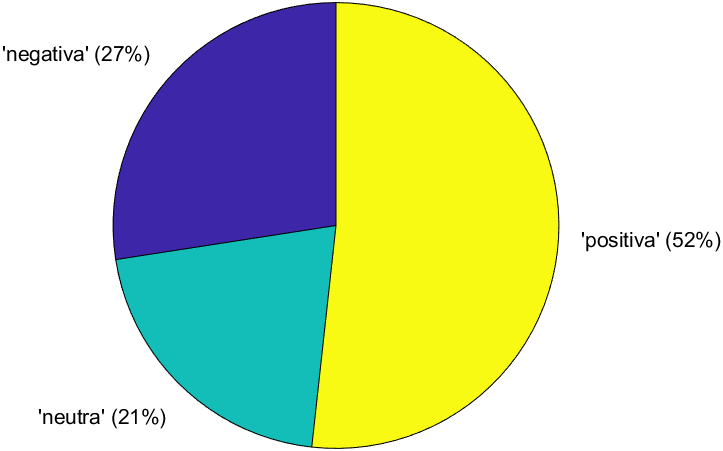 'negativa' (27%)
'positiva' (52%)
'neutra' (21%)